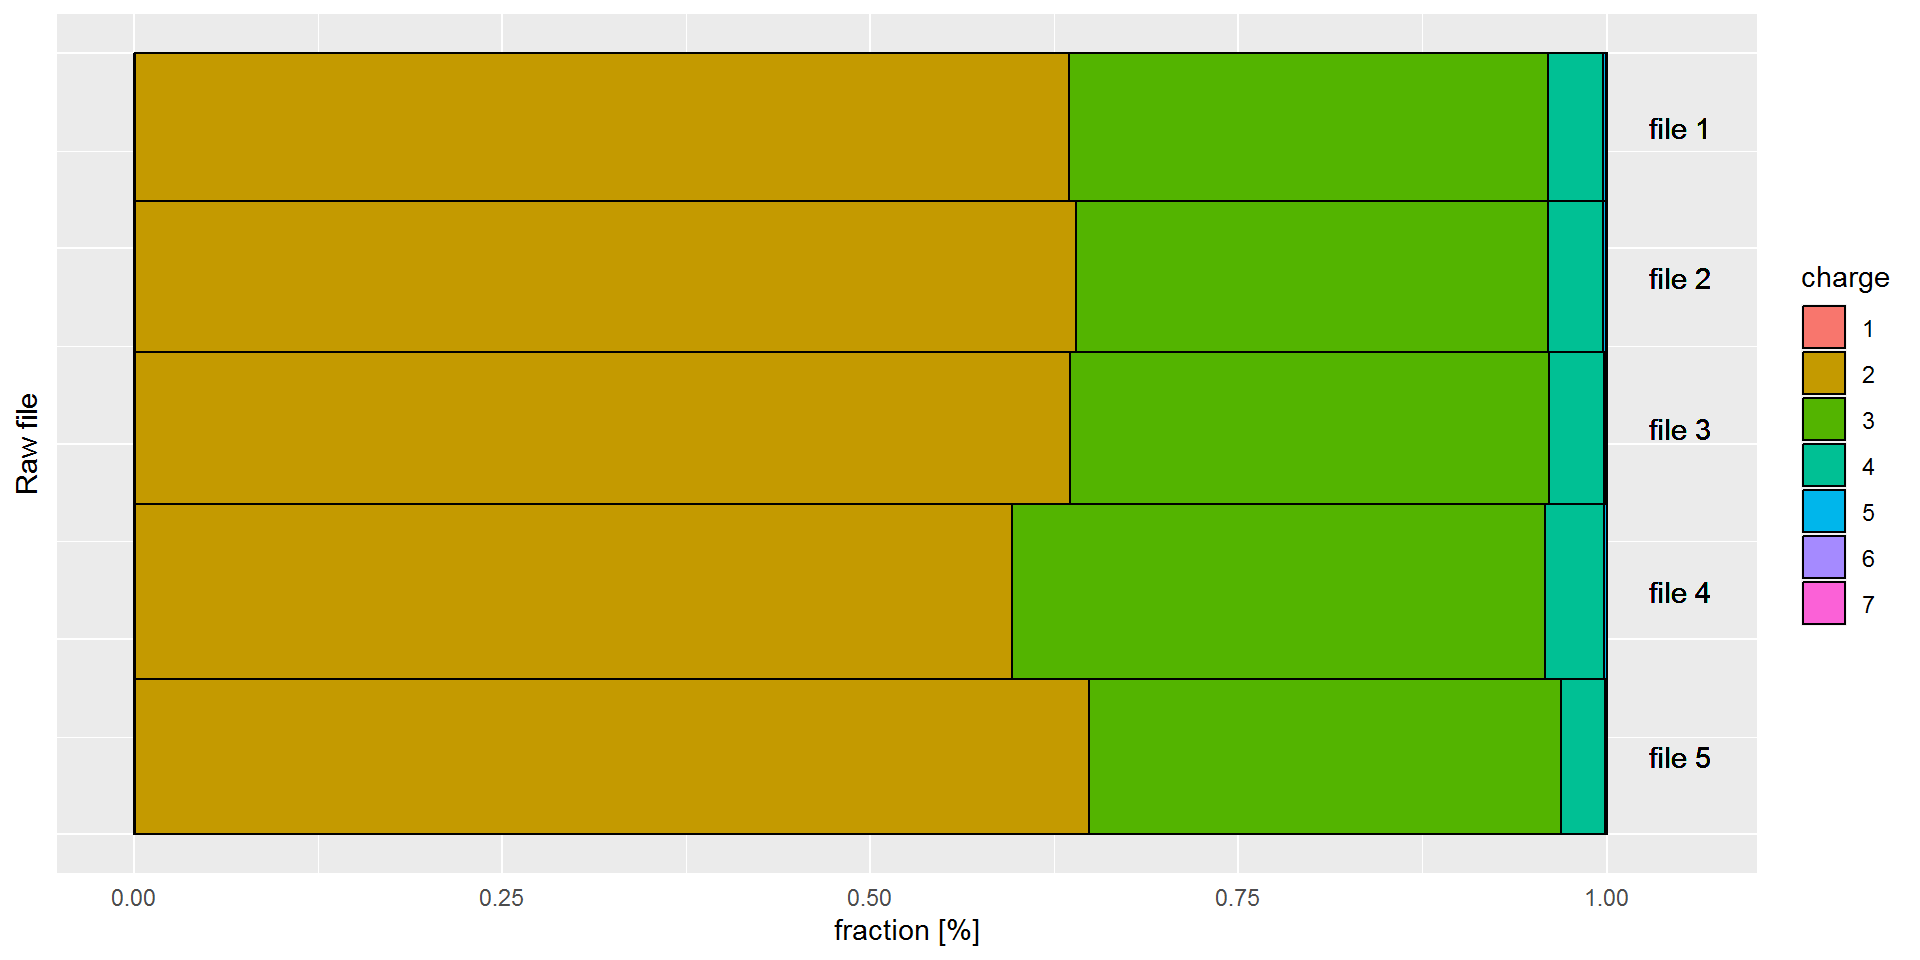 file 1
file 2
file 3
file 4
file 5
Raw file
0.00 0.25 0.50 0.75 1.00
fraction [%]
charge
1
2
3
4
5
6
7